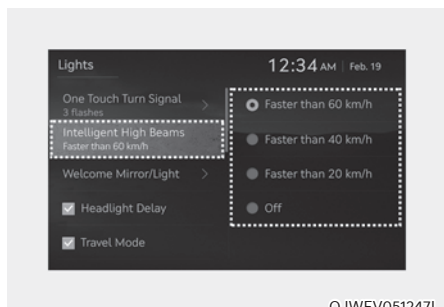 Lights
12:34 AM | Feb. 19
One Touch Turn Signal
3 flashes
Intelligent High Beams
Faster than 60 km/h
Welcome Mirror/Light
Headlight Delay
Travel Mode
Faster than 60 km/h
Faster than 40 km/h
Faster than 20 km/h
Off